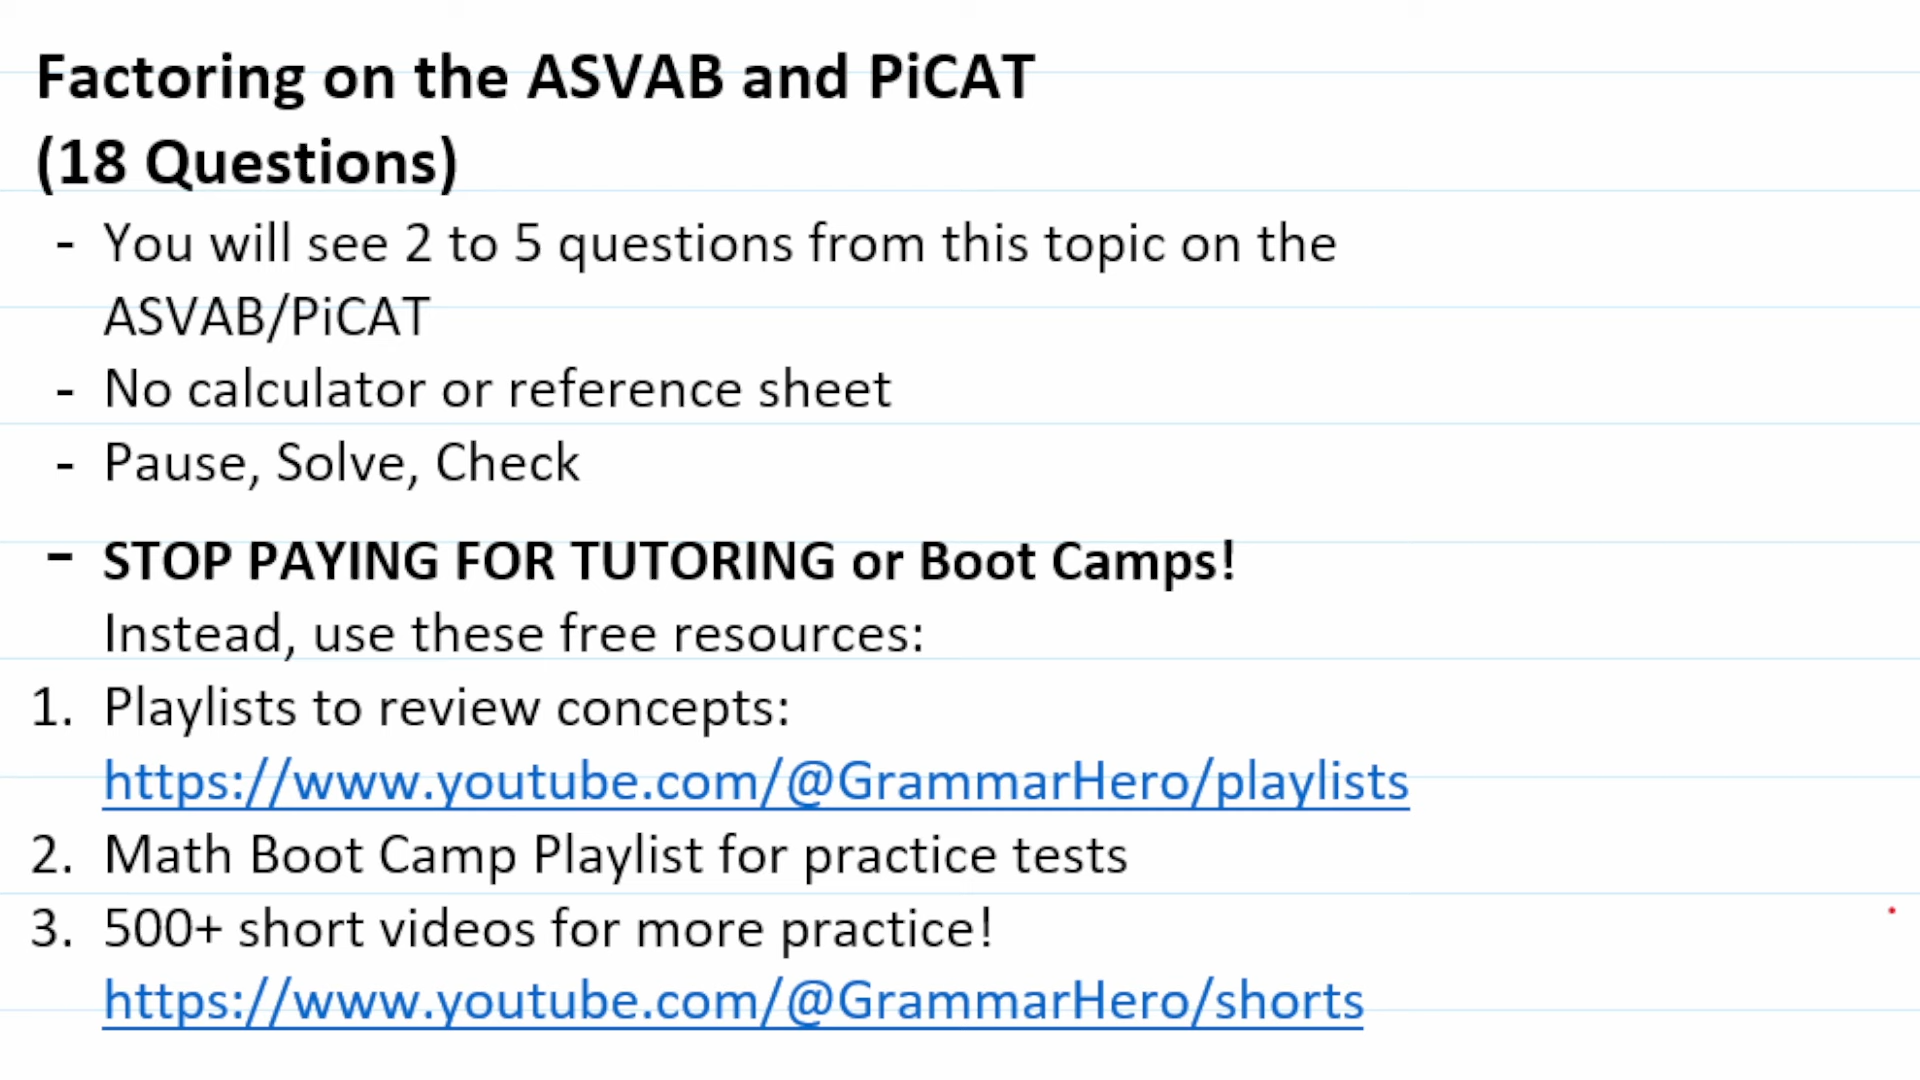 Factoring on the ASVAB and PiCAT
(18 Questions)
- You will see 2 to 5 questions from this topic on the
ASVAB/PiCAT
- No calculator or reference sheet
- Pause, Solve, Check
- STOP PAYING FOR TUTORING or Boot Camps!
Instead, use these free resources:
1. Playlists to review concepts:
https://www.youtube.com/@GrammarHero/playlists
2. Math Boot Camp Playlist for practice tests
3. 500+ short videos for more practice!
https://www.youtube.com/@GrammarHero/shorts